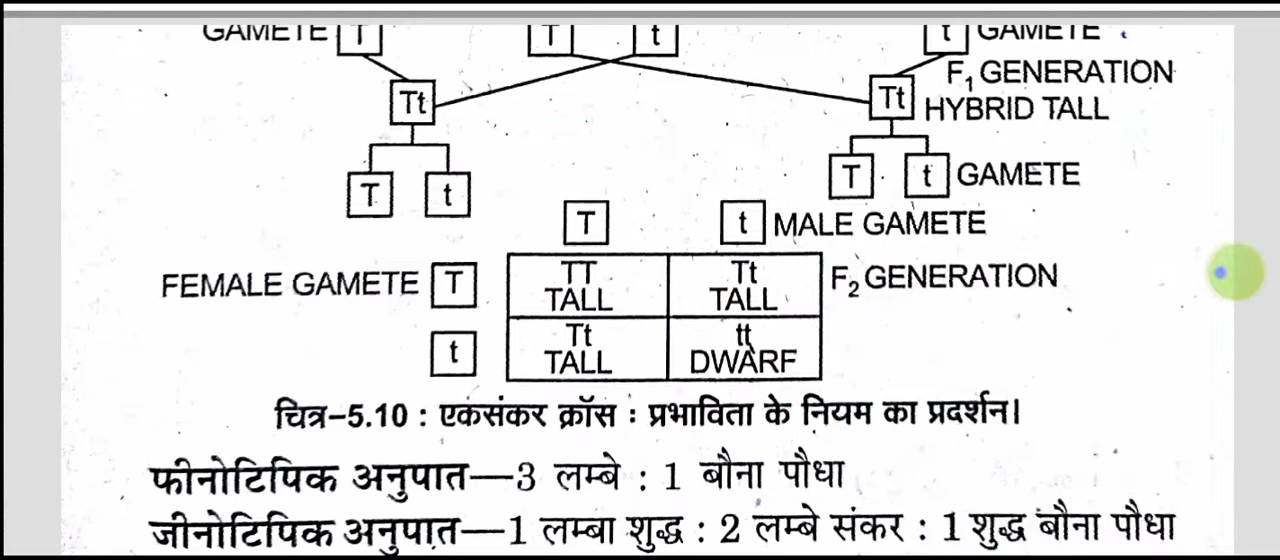 GAMETE T T t t GAMETE
Tt Tt F₁ GENERATION
HYBRID TALL
T t T t GAMETE
T t MALE GAMETE
FEMALE GAMETE T TT TALL Tt TALL F₂ GENERATION
t Tt TALL tt DWARF
चित्र-5.10 : एकसंकर क्रॉस : प्रभाविता के नियम का प्रदर्शन।
फीनोटिपिक अनुपात—3 लम्बे : 1 बौना पौधा
जीनोटिपिक अनुपात—1 लम्बा शुद्ध : 2 लम्बे संकर : 1 शुद्ध बौना पौधा